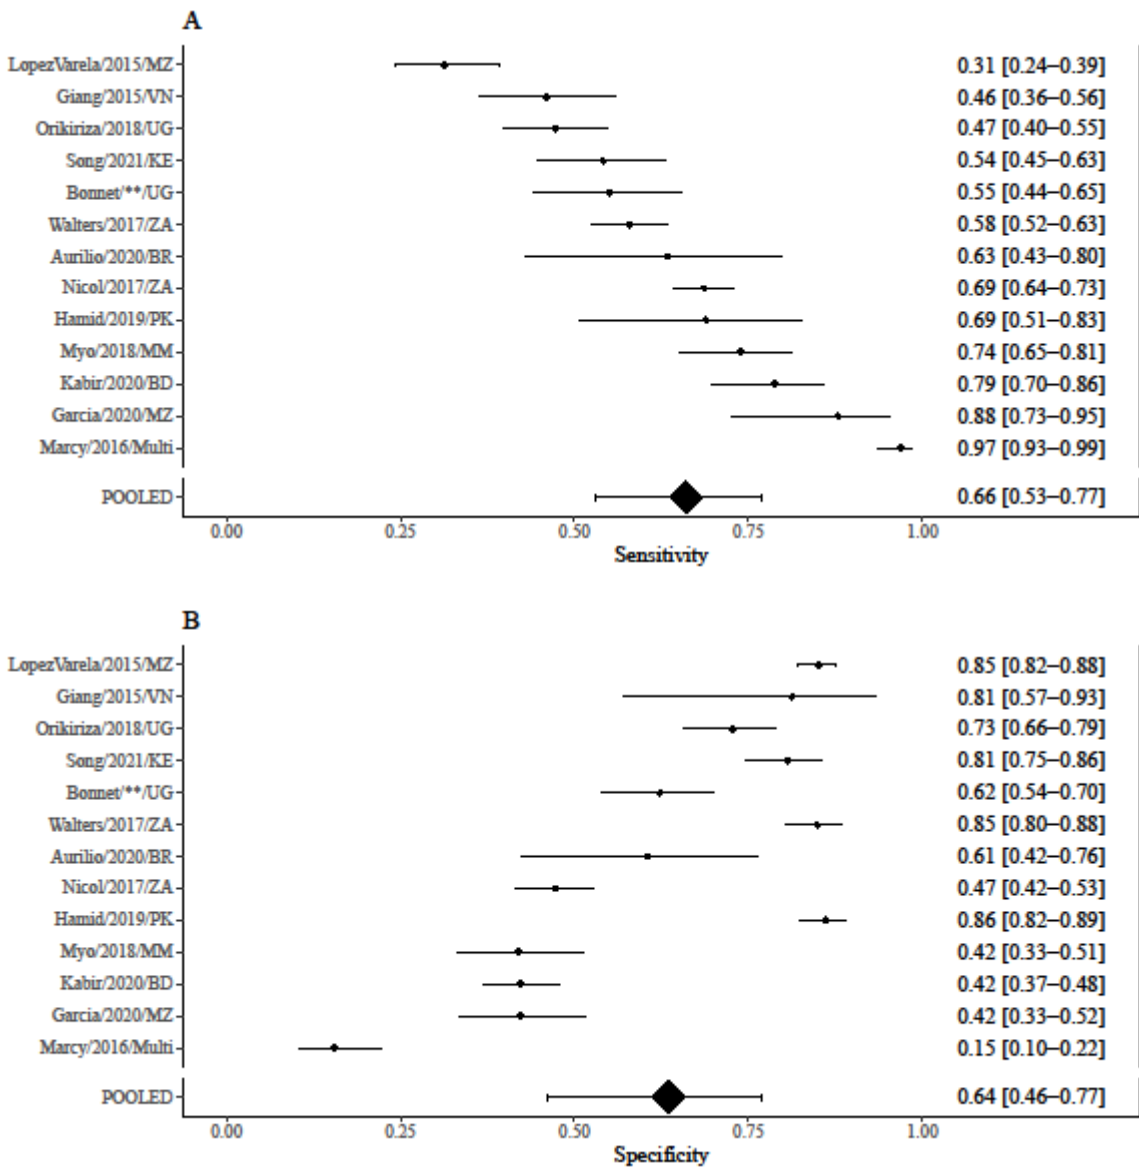 A
LopezVarela/2015/MZ 0.31 [0.24–0.39]
Giang/2015/VN 0.46 [0.36–0.56]
Orikiriza/2018/UG 0.47 [0.40–0.55]
Song/2021/KE 0.54 [0.45–0.63]
Bonnet/**/UG 0.55 [0.44–0.65]
Walters/2017/ZA 0.58 [0.52–0.63]
Aurilio/2020/BR 0.63 [0.43–0.80]
Nicol/2017/ZA 0.69 [0.64–0.73]
Hamid/2019/PK 0.69 [0.51–0.83]
Myo/2018/MM 0.74 [0.65–0.81]
Kabir/2020/BD 0.79 [0.70–0.86]
Garcia/2020/MZ 0.88 [0.73–0.95]
Marcy/2016/Multi 0.97 [0.93–0.99]
POOLED 0.66 [0.53–0.77]
0.00 0.25 0.50 0.75 1.00
Sensitivity
B
LopezVarela/2015/MZ 0.85 [0.82–0.88]
Giang/2015/VN 0.81 [0.57–0.93]
Orikiriza/2018/UG 0.73 [0.66–0.79]
Song/2021/KE 0.81 [0.75–0.86]
Bonnet/**/UG 0.62 [0.54–0.70]
Walters/2017/ZA 0.85 [0.80–0.88]
Aurilio/2020/BR 0.61 [0.42–0.76]
Nicol/2017/ZA 0.47 [0.42–0.53]
Hamid/2019/PK 0.86 [0.82–0.89]
Myo/2018/MM 0.42 [0.33–0.51]
Kabir/2020/BD 0.42 [0.37–0.48]
Garcia/2020/MZ 0.42 [0.33–0.52]
Marcy/2016/Multi 0.15 [0.10–0.22]
POOLED 0.64 [0.46–0.77]
0.00 0.25 0.50 0.75 1.00
Specificity